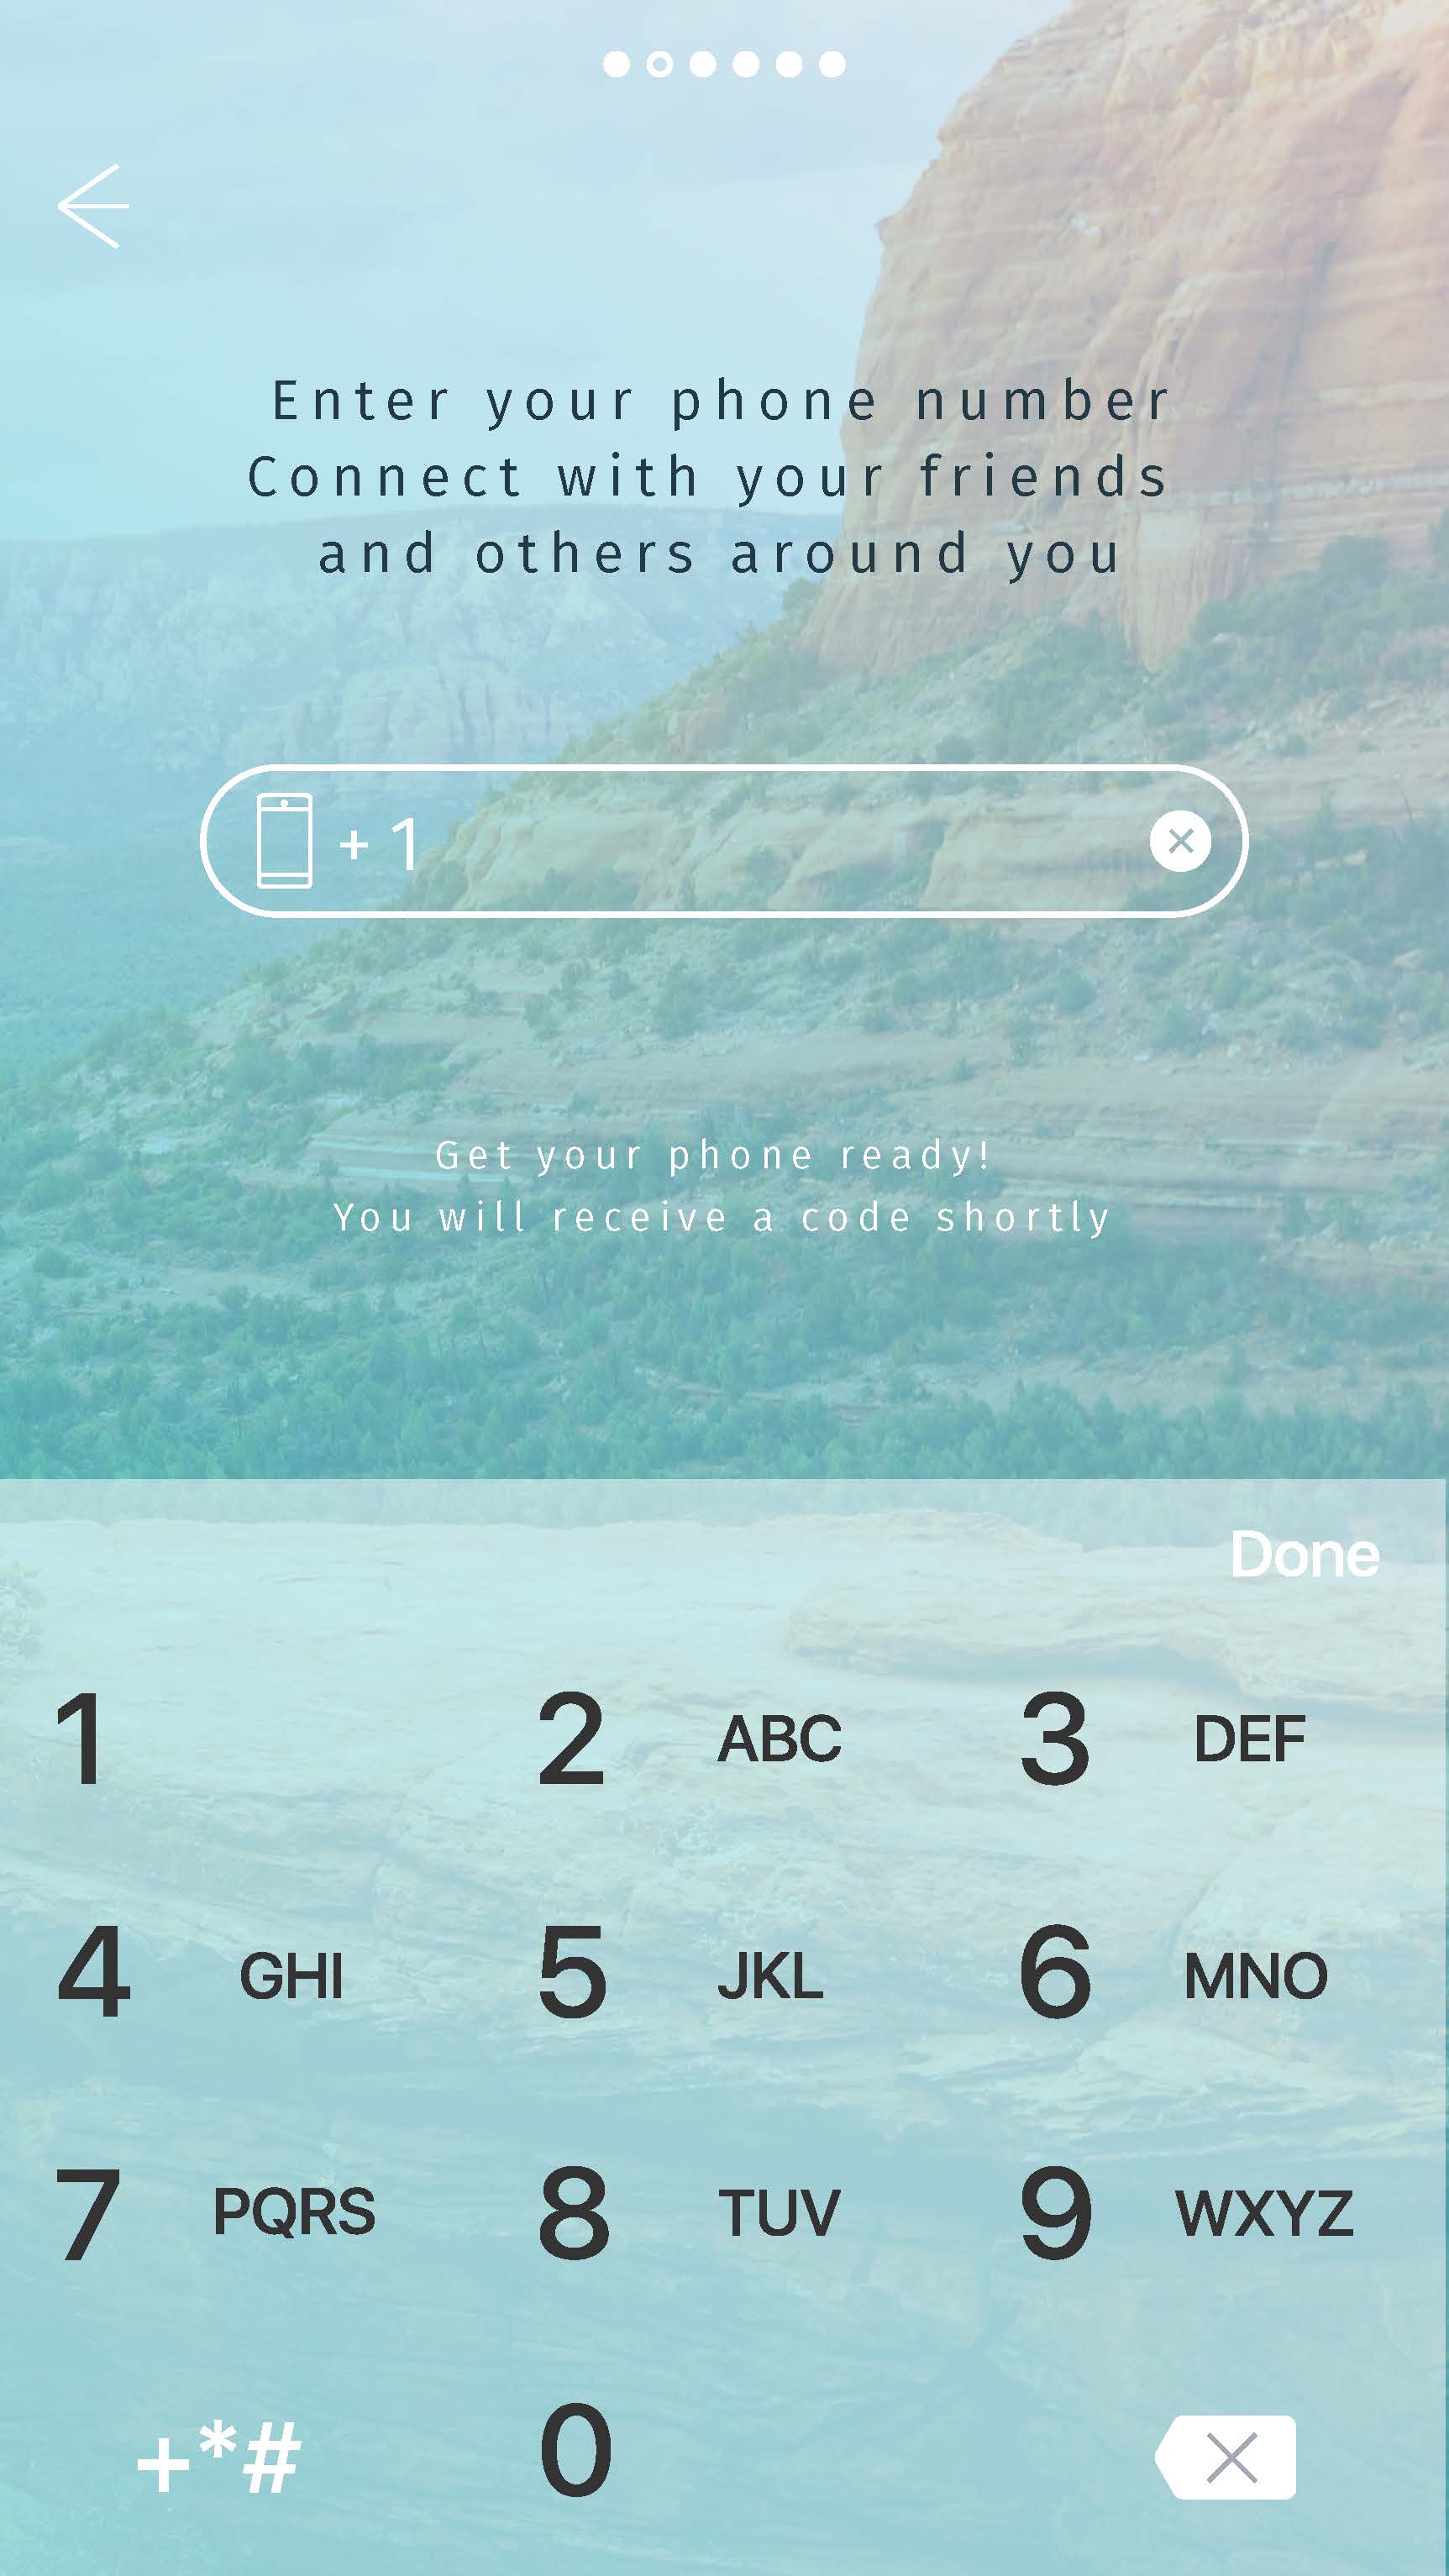 Enter your phone number
Connect with your friends
and others around you
+ 1
Get your phone ready!
You will receive a code shortly
Done
1 2 ABC 3 DEF
4 GHI 5 JKL 6 MNO
7 PQRS 8 TUV 9 WXYZ
+*# 0